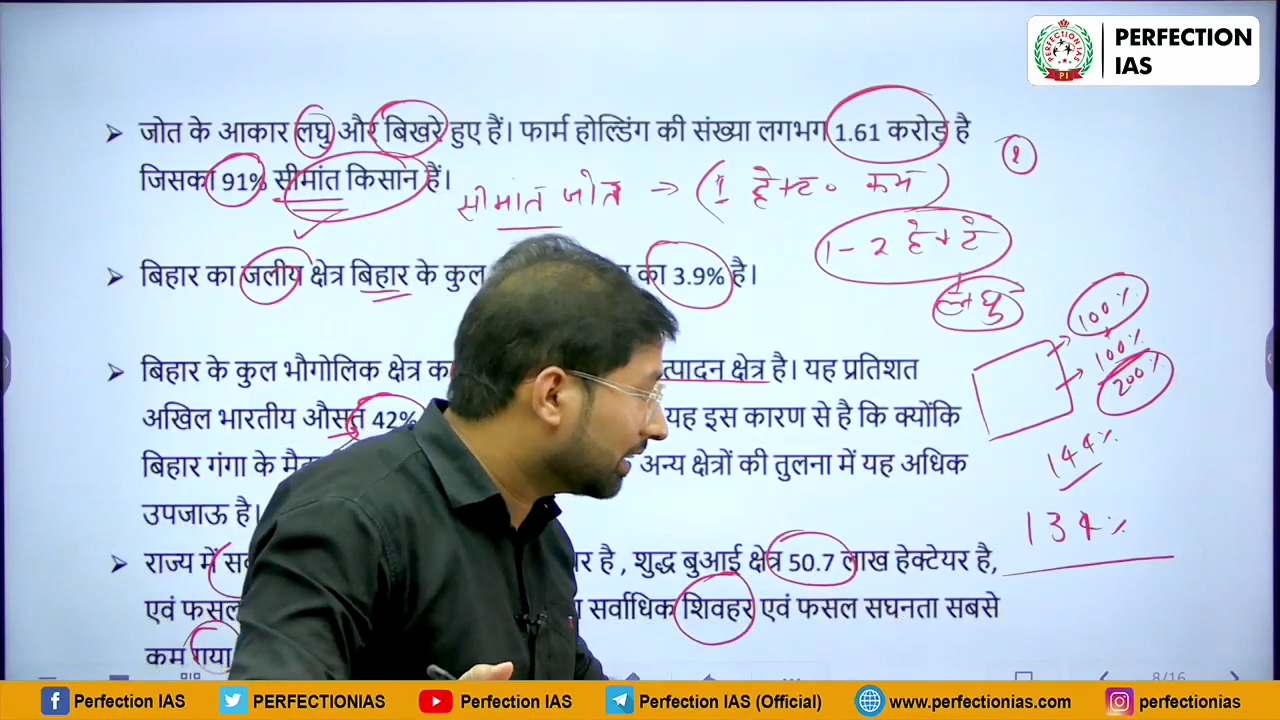 PERFECTION
IAS
➤ जोत के आकार लघु और बिखरे हुए हैं। फार्म होल्डिंग की संख्या लगभग 1.61 करोड़ है
जिसका 91% सीमांत किसान हैं।
सीमांत जोत → (1 हेक्टे० कम)
1 - 2 हेक्टे
लघु
➤ बिहार का जलीय क्षेत्र बिहार के कुल का 3.9% है।
100%
100%
200%
144%
134%
➤ बिहार के कुल भौगोलिक क्षेत्र त्पादन क्षेत्र है। यह प्रतिशत
अखिल भारतीय औसत 42% यह इस कारण से है कि क्योंकि
बिहार गंगा के अन्य क्षेत्रों की तुलना में यह अधिक
उपजाऊ है।
➤ राज्य में है , शुद्ध बुआई क्षेत्र 50.7 लाख हेक्टेयर है,
एवं सर्वाधिक शिवहर एवं फसल सघनता सबसे
कम गया
8/16
Perfection IAS
PERFECTIONIAS
Perfection IAS
Perfection IAS (Official)
www.perfectionias.com
perfectionias